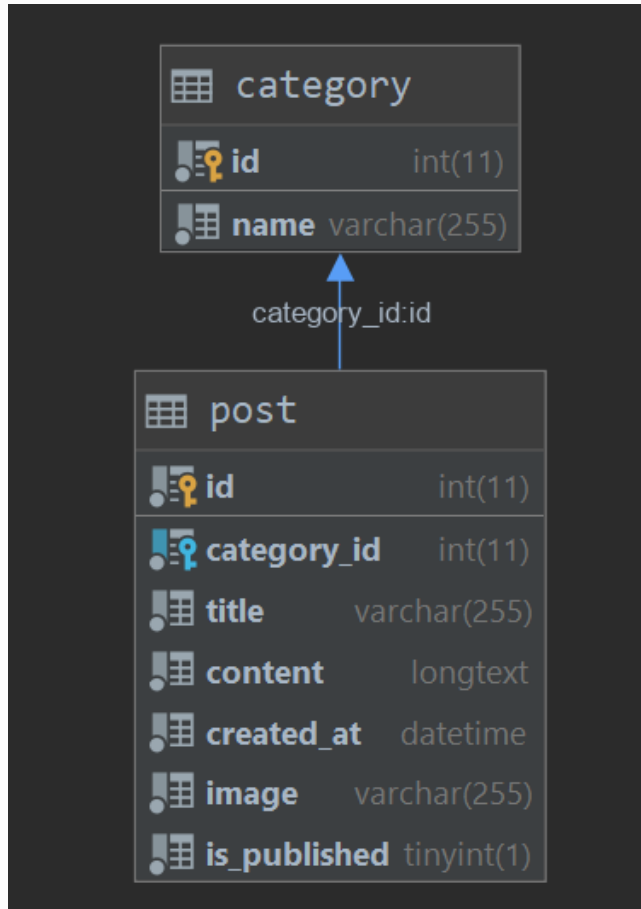 category
id int(11)
name varchar(255)
category_id:id
post
id int(11)
category_id int(11)
title varchar(255)
content longtext
created_at datetime
image varchar(255)
is_published tinyint(1)